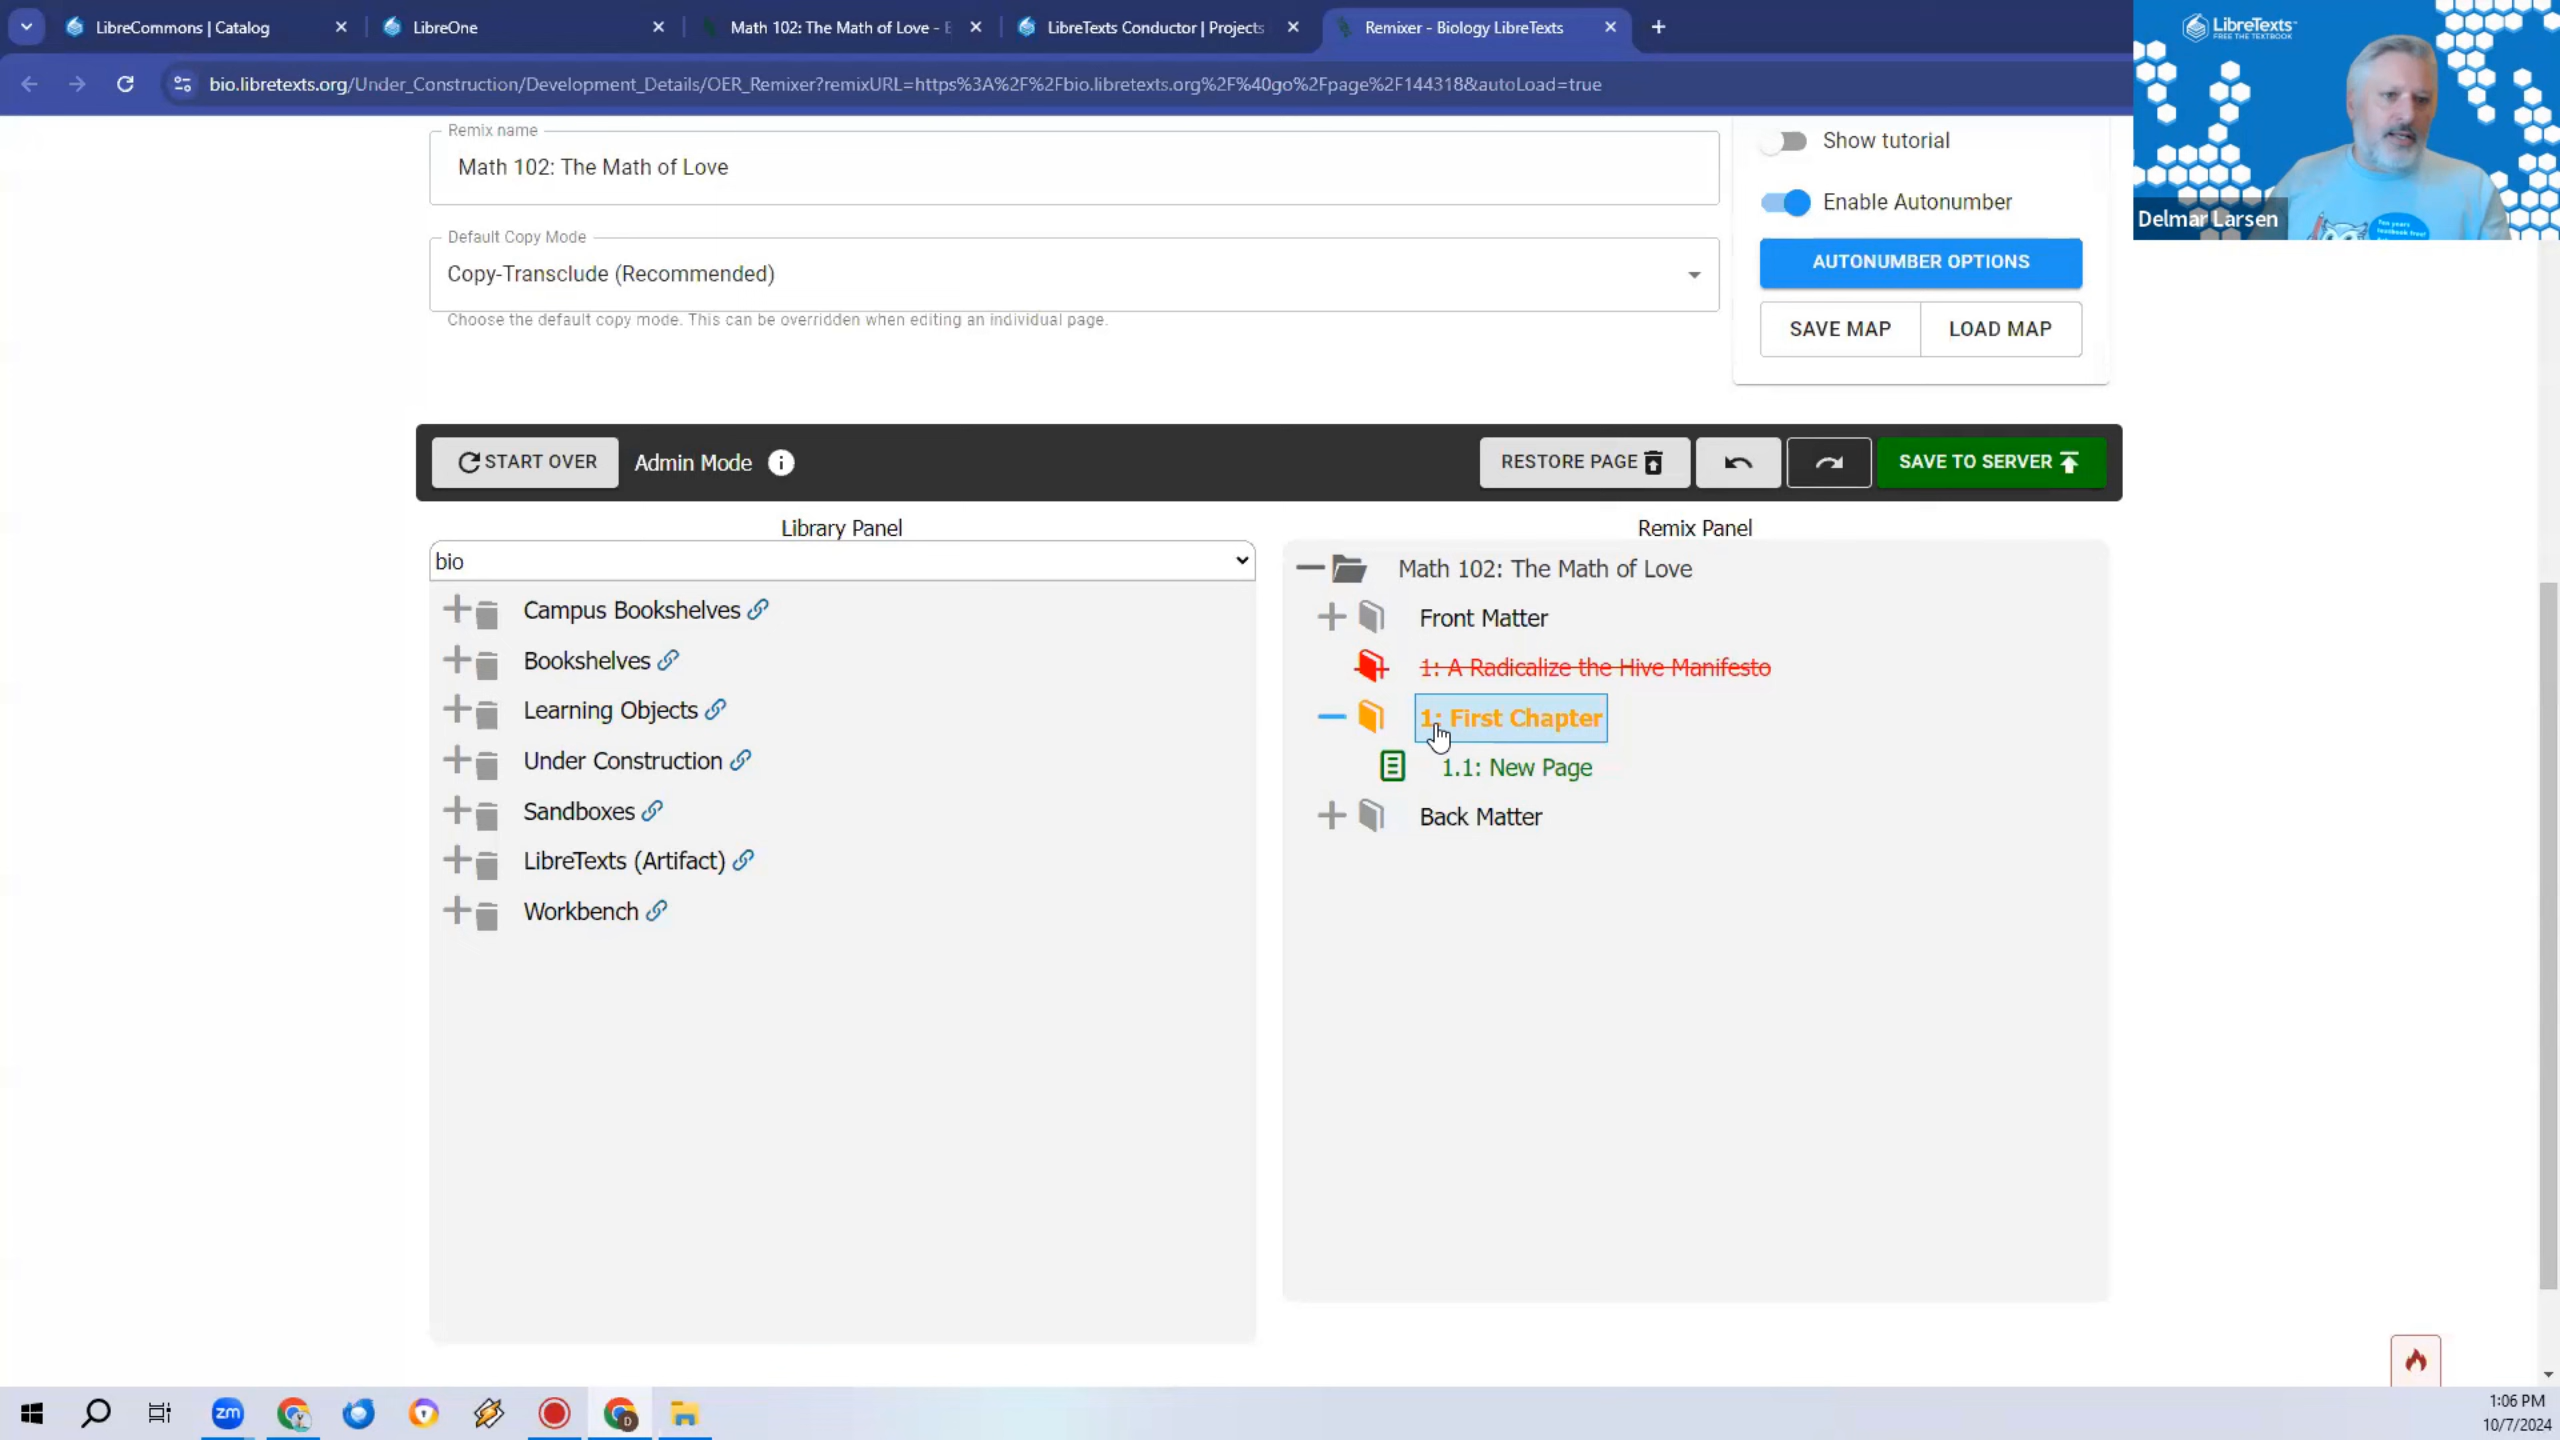 LibreCommons | Catalog
LibreOne
Math 102: The Math of Love - E
LibreTexts Conductor | Projects
Remixer - Biology LibreTexts
bio.libretexts.org/Under_Construction/Development_Details/OER_Remixer?remixURL=https%3A%2F%2Fbio.libretexts.org%2F%40go%2Fpage%2F144318&autoLoad=true
LibreTexts™
FREE THE TEXTBOOK
Delmar Larsen
Remix name
Math 102: The Math of Love
Default Copy Mode
Copy-Transclude (Recommended)
Choose the default copy mode. This can be overridden when editing an individual page.
Show tutorial
Enable Autonumber
AUTONUMBER OPTIONS
SAVE MAP
LOAD MAP
START OVER
Admin Mode
RESTORE PAGE
SAVE TO SERVER
Library Panel
bio
Campus Bookshelves
Bookshelves
Learning Objects
Under Construction
Sandboxes
LibreTexts (Artifact)
Workbench
Remix Panel
Math 102: The Math of Love
Front Matter
1: A Radicalize the Hive Manifesto
1: First Chapter
1.1: New Page
Back Matter
zm
D
1:06 PM
10/7/2024